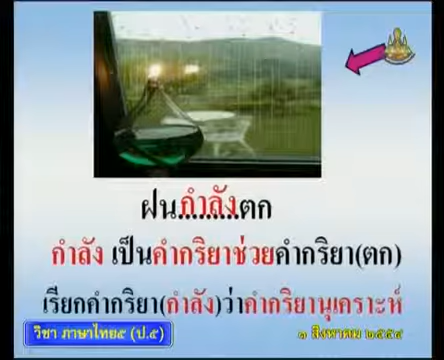 ฝนกำลังตก
กำลัง เป็นคำกริยาช่วยคำกริยา(ตก)
เรียกคำกริยา(กำลัง)ว่าคำกริยานุเคราะห์
วิชา ภาษาไทย๕ (ป.๕)
๑ สิงหาคม ๒๕๕๔